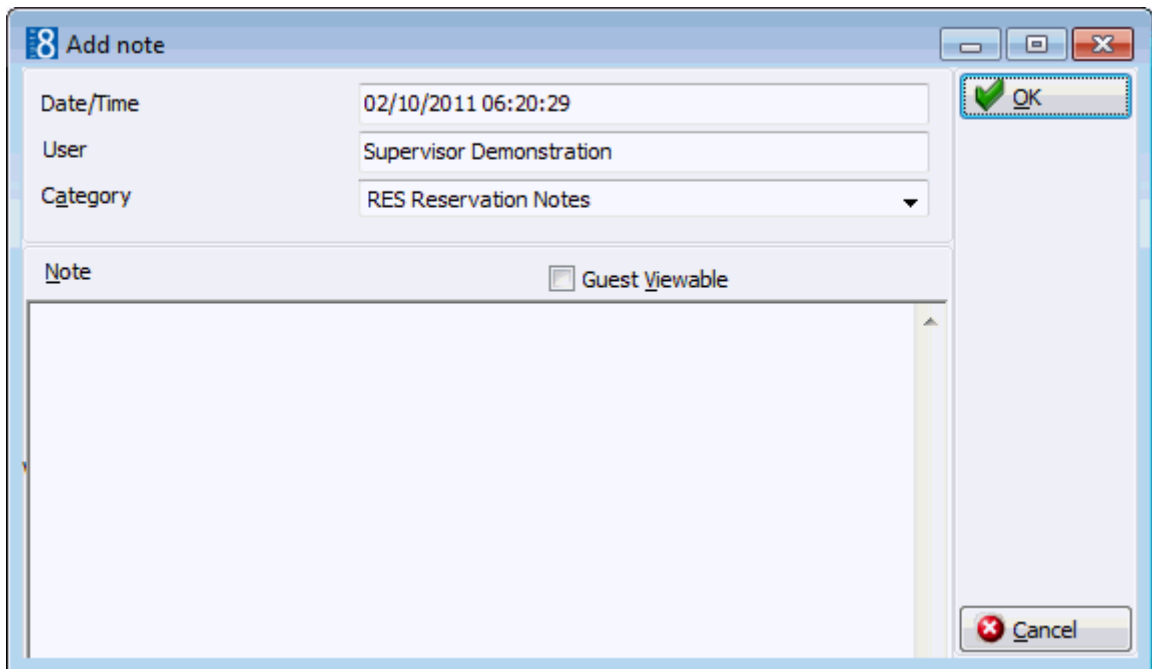 8 Add note
Date/Time 02/10/2011 06:20:29
OK
User Supervisor Demonstration
Category RES Reservation Notes
Note Guest Viewable
Cancel